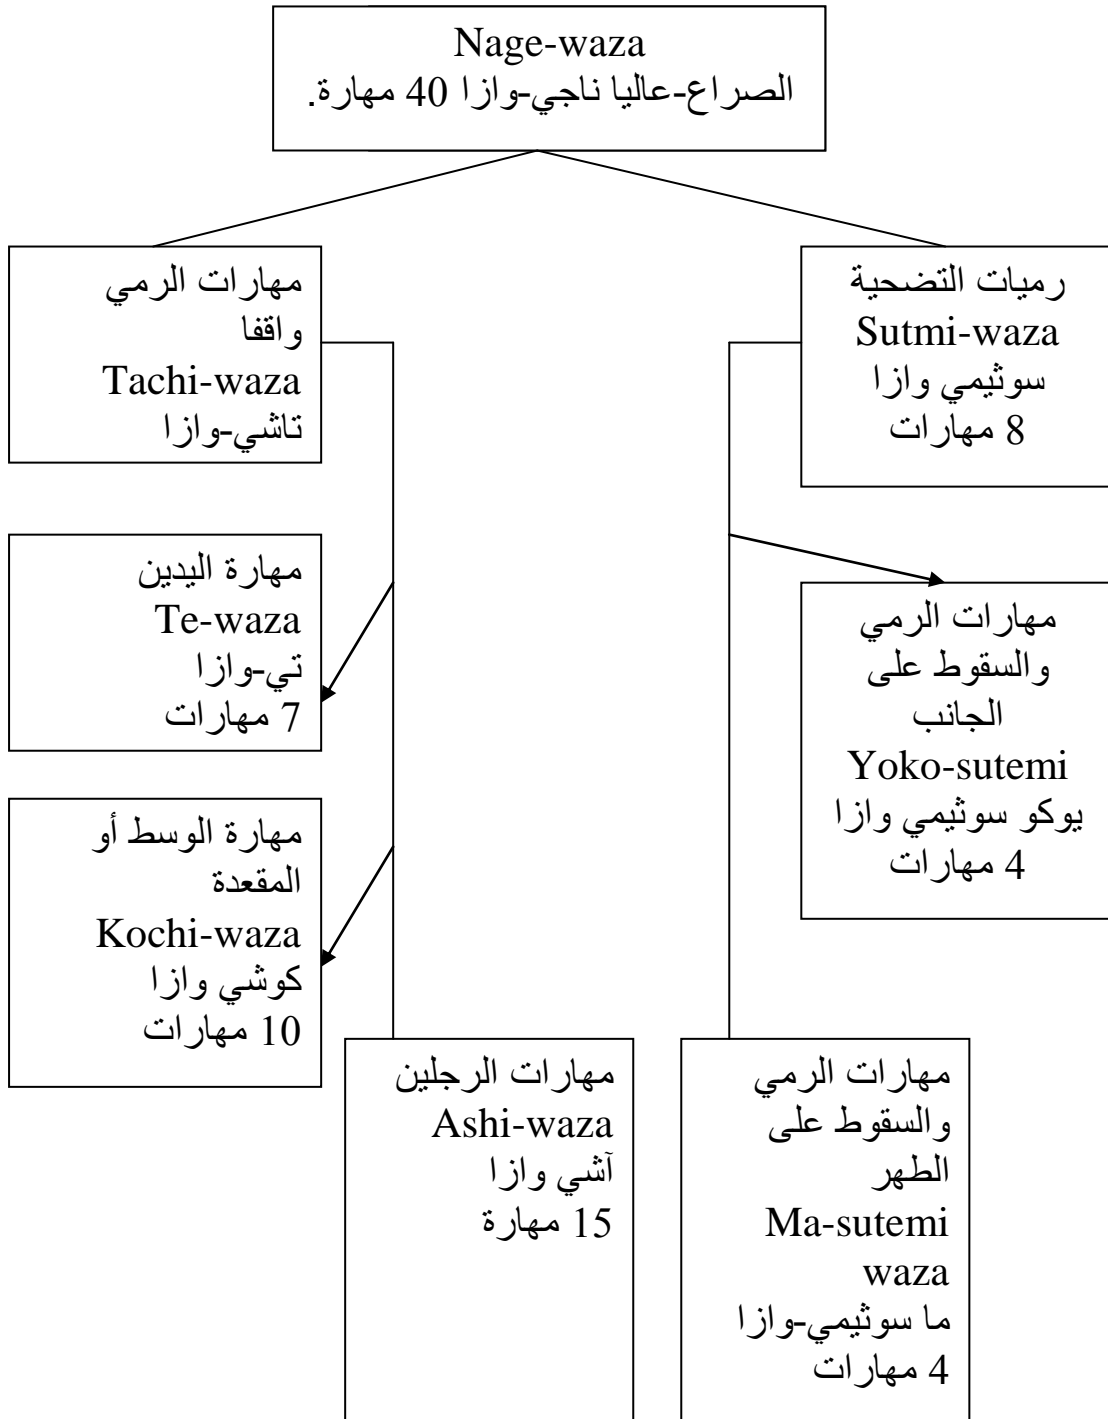 Nage-waza
الصراع-عاليا ناجي-وازا 40 مهارة.
رميات التضحية
Sutmi-waza
سوثيمي وازا
8 مهارات
مهارات الرمي
واقفا
Tachi-waza
تاشي-وازا
مهارة اليدين
Te-waza
تي-وازا
7 مهارات
مهارات الرمي
والسقوط على
الجانب
Yoko-sutemi
يوكو سوثيمي وازا
4 مهارات
مهارة الوسط أو
المقعدة
Kochi-waza
كوشي وازا
10 مهارات
مهارات الرمي
والسقوط على
الطهر
Ma-sutemi
waza
ما سوثيمي-وازا
4 مهارات
مهارات الرجلين
Ashi-waza
آشي وازا
15 مهارة